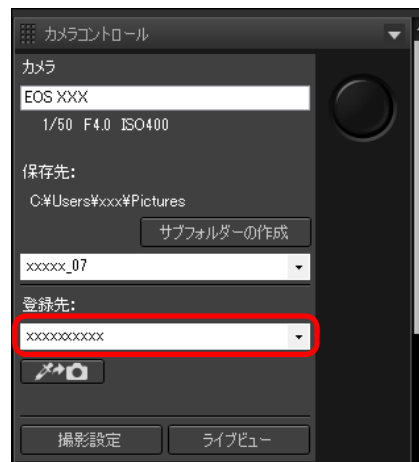 カメラコントロール
カメラ
EOS XXX
1/50 F4.0 ISO400
保存先:
C:¥Users¥xxx¥Pictures
サブフォルダーの作成
xxxxx_07
登録先:
xxxxxxxxxx
撮影設定
ライブビュー